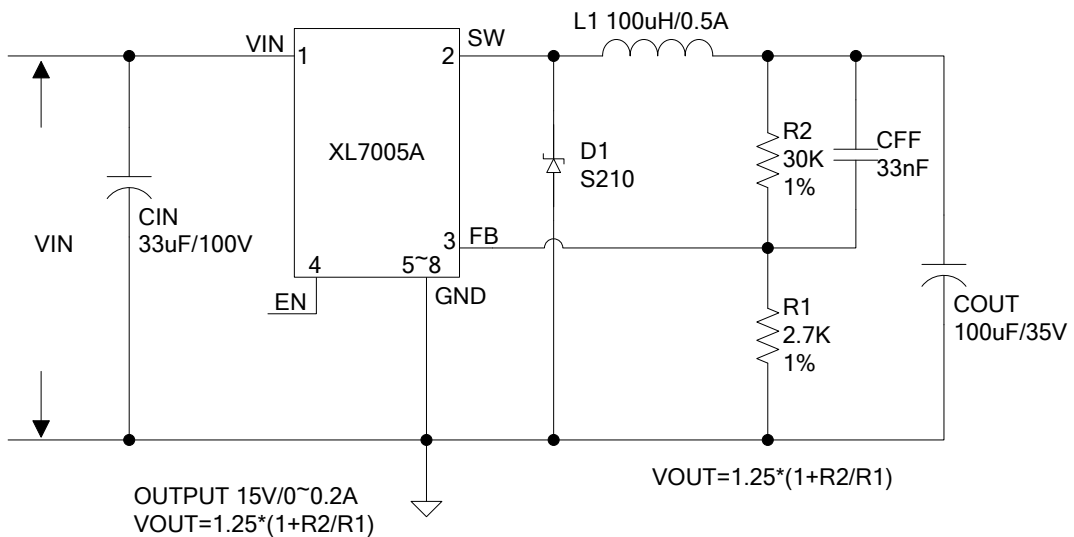 L1 100uH/0.5A
VIN
SW
1
2
XL7005A
D1
S210
R2
30K
1%
CFF
33nF
CIN
33uF/100V
VIN
3
FB
4
5~8
EN
GND
R1
2.7K
1%
COUT
100uF/35V
OUTPUT 15V/0~0.2A
VOUT=1.25*(1+R2/R1)
VOUT=1.25*(1+R2/R1)